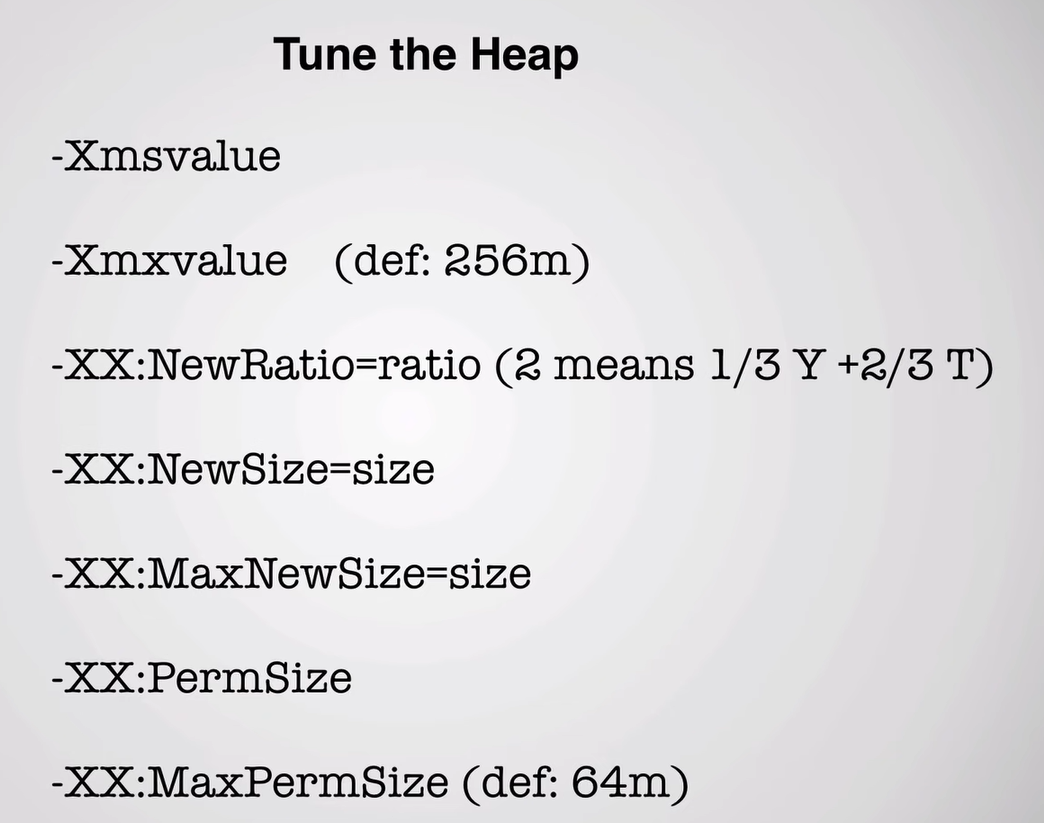 Tune the Heap
-Xmsvalue
-Xmxvalue (def: 256m)
-XX:NewRatio=ratio (2 means 1/3 Y +2/3 T)
-XX:NewSize=size
-XX:MaxNewSize=size
-XX:PermSize
-XX:MaxPermSize (def: 64m)